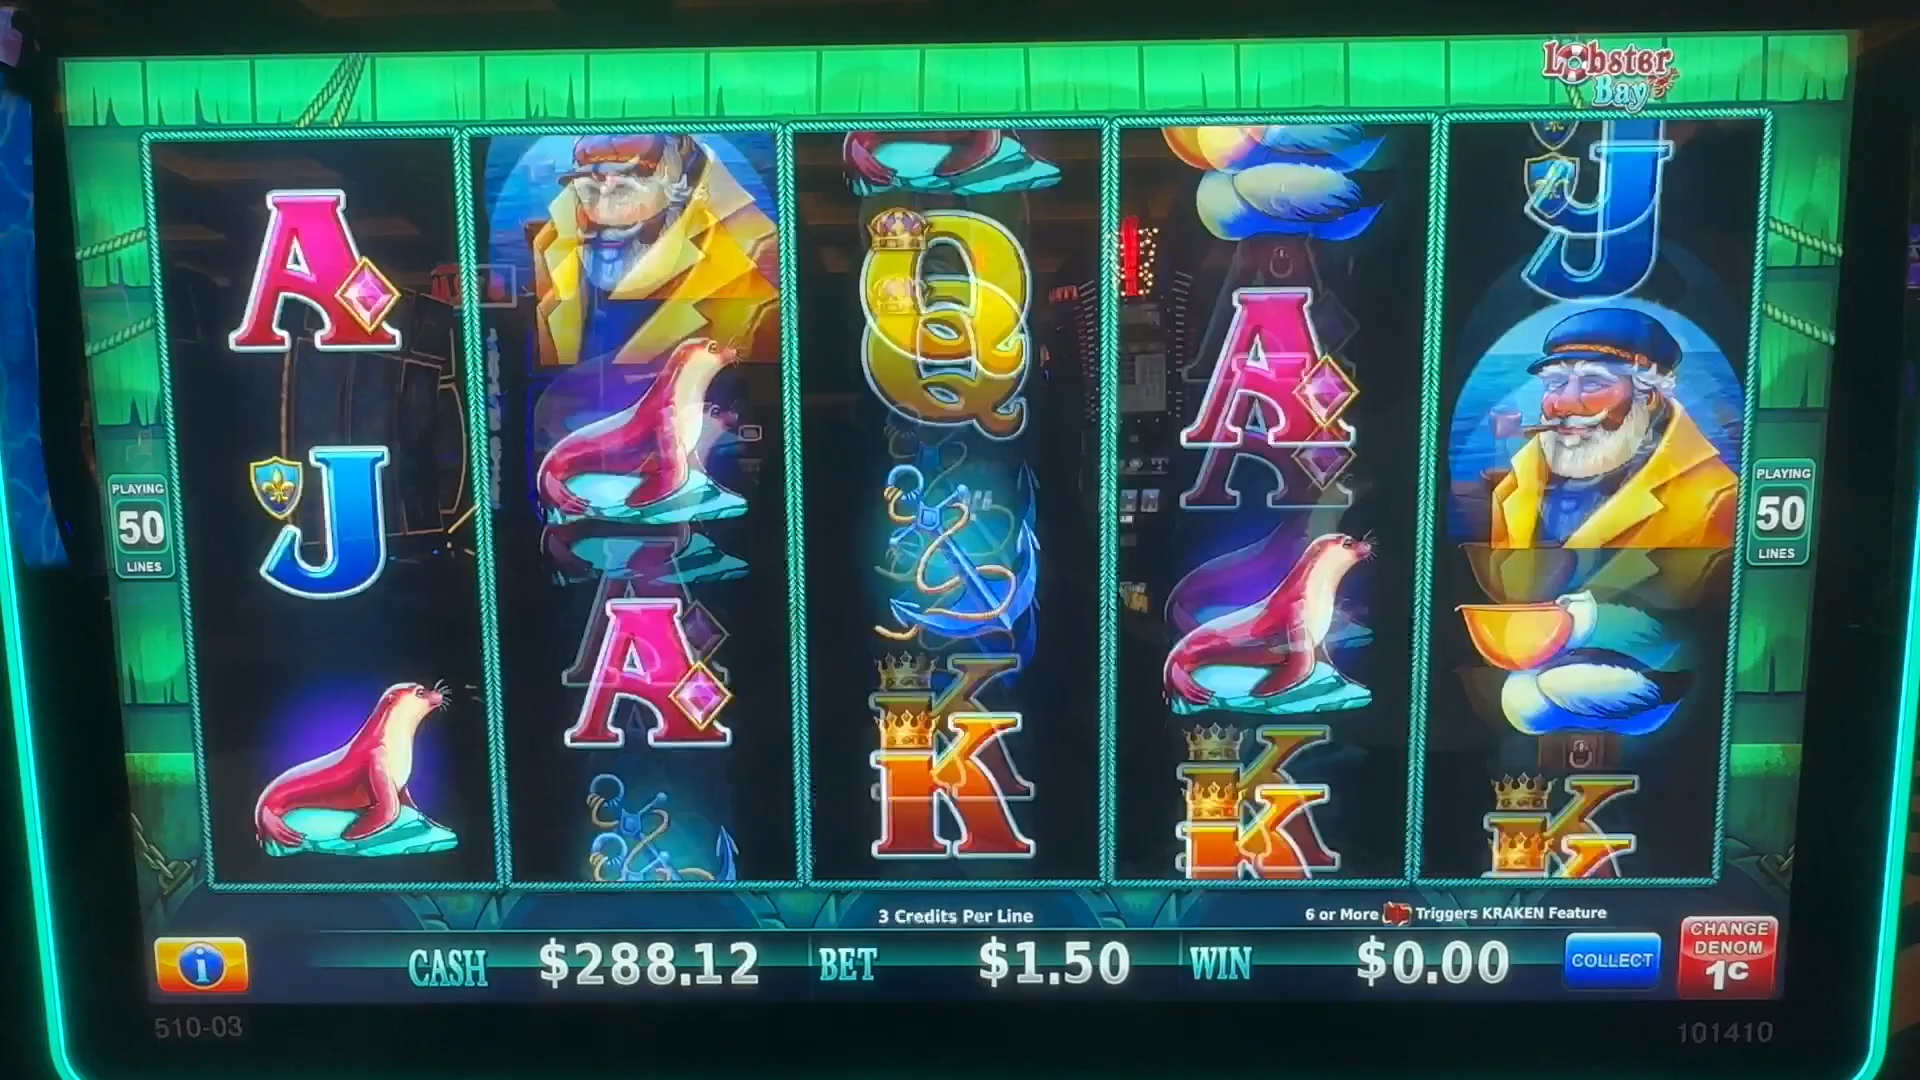 Lobster
Bay
A
J
Q
A
J
A
K
K
K
PLAYING
50
LINES
PLAYING
50
LINES
3 Credits Per Line
6 or More Triggers KRAKEN Feature
i
CASH $288.12 BET $1.50 WIN $0.00
COLLECT
CHANGE
DENOM
1¢
510-03
101410